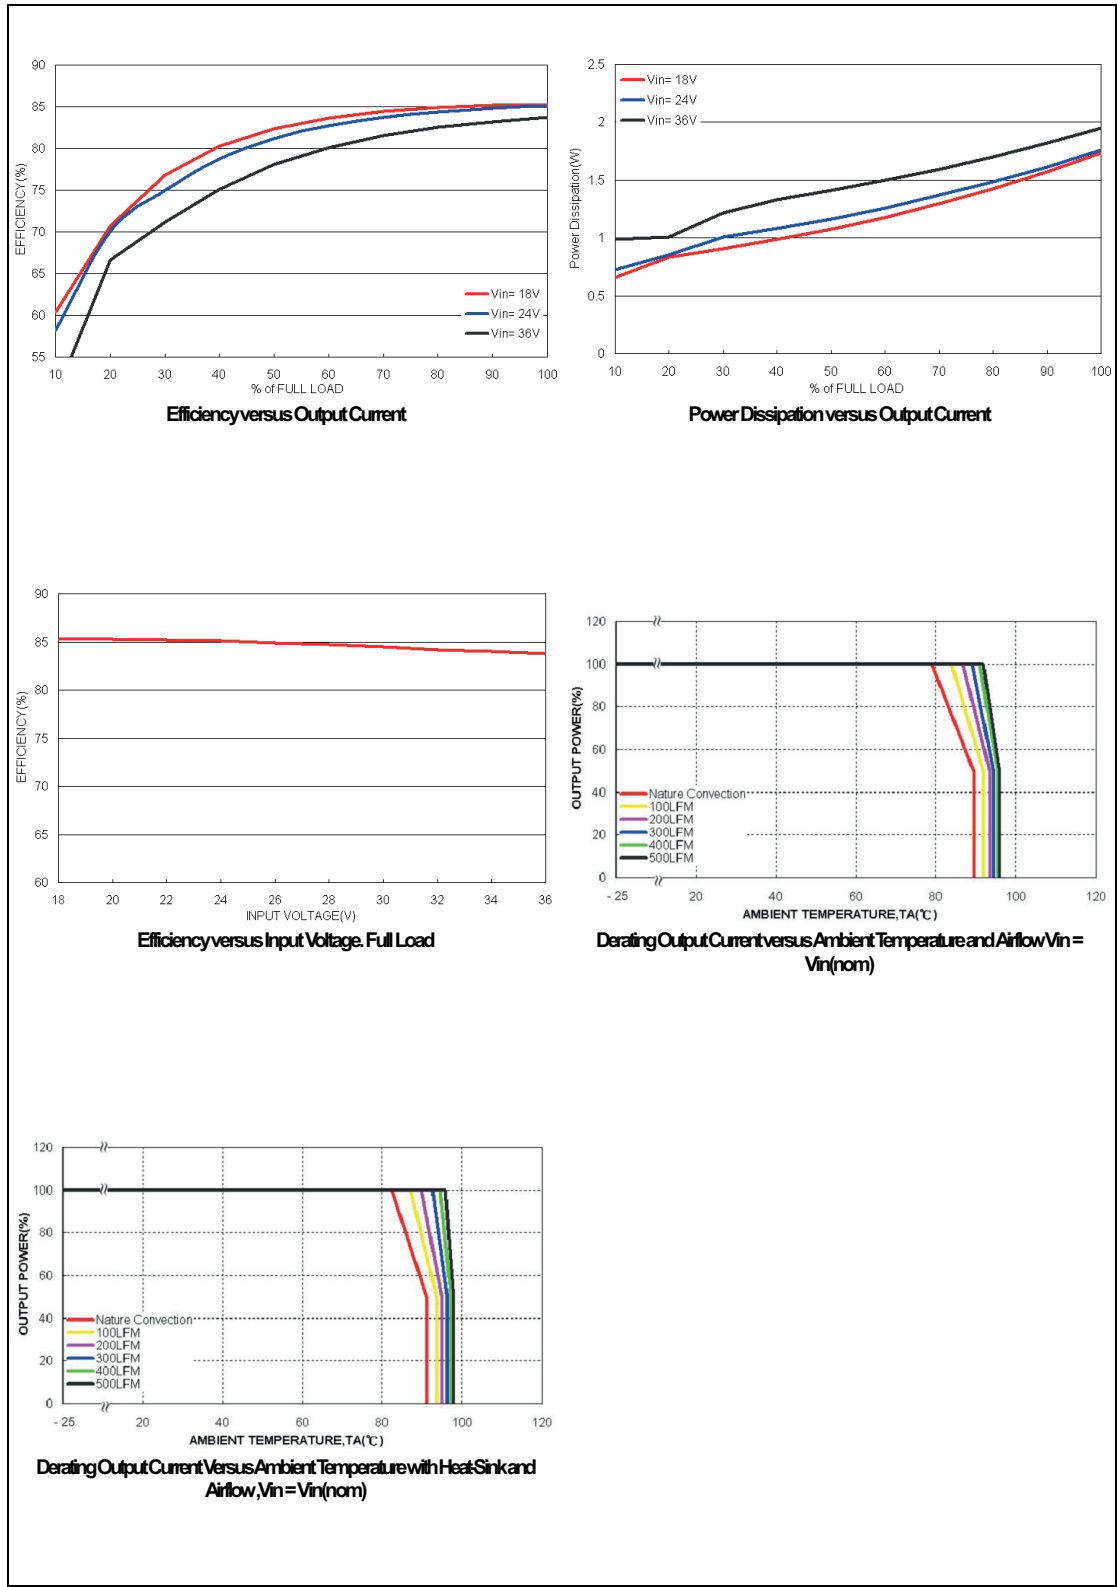 90
85
80
75
70
65
60
55
EFFICIENCY(%)
Vin= 18V
Vin= 24V
Vin= 36V
10 20 30 40 50 60 70 80 90 100
% of FULL LOAD
Efficiency versus Output Current
2.5
2
1.5
1
0.5
0
Power Dissipation(W)
Vin= 18V
Vin= 24V
Vin= 36V
10 20 30 40 50 60 70 80 90 100
% of FULL LOAD
Power Dissipation versus Output Current
90
85
80
75
70
65
60
EFFICIENCY(%)
18 20 22 24 26 28 30 32 34 36
INPUT VOLTAGE(V)
Efficiency versus Input Voltage. Full Load
120
100
80
60
40
20
0
OUTPUT POWER(%)
Nature Convection
100LFM
200LFM
300LFM
400LFM
500LFM
- 25 20 40 60 80 100 120
AMBIENT TEMPERATURE,TA(℃)
Derating Output Current versus Ambient Temperature and Airflow Vin =
Vin(nom)
120
100
80
60
40
20
0
OUTPUT POWER(%)
Nature Convection
100LFM
200LFM
300LFM
400LFM
500LFM
- 25 20 40 60 80 100 120
AMBIENT TEMPERATURE,TA(℃)
Derating Output Current Versus Ambient Temperature with Heat-Sink and
Airflow,Vin = Vin(nom)